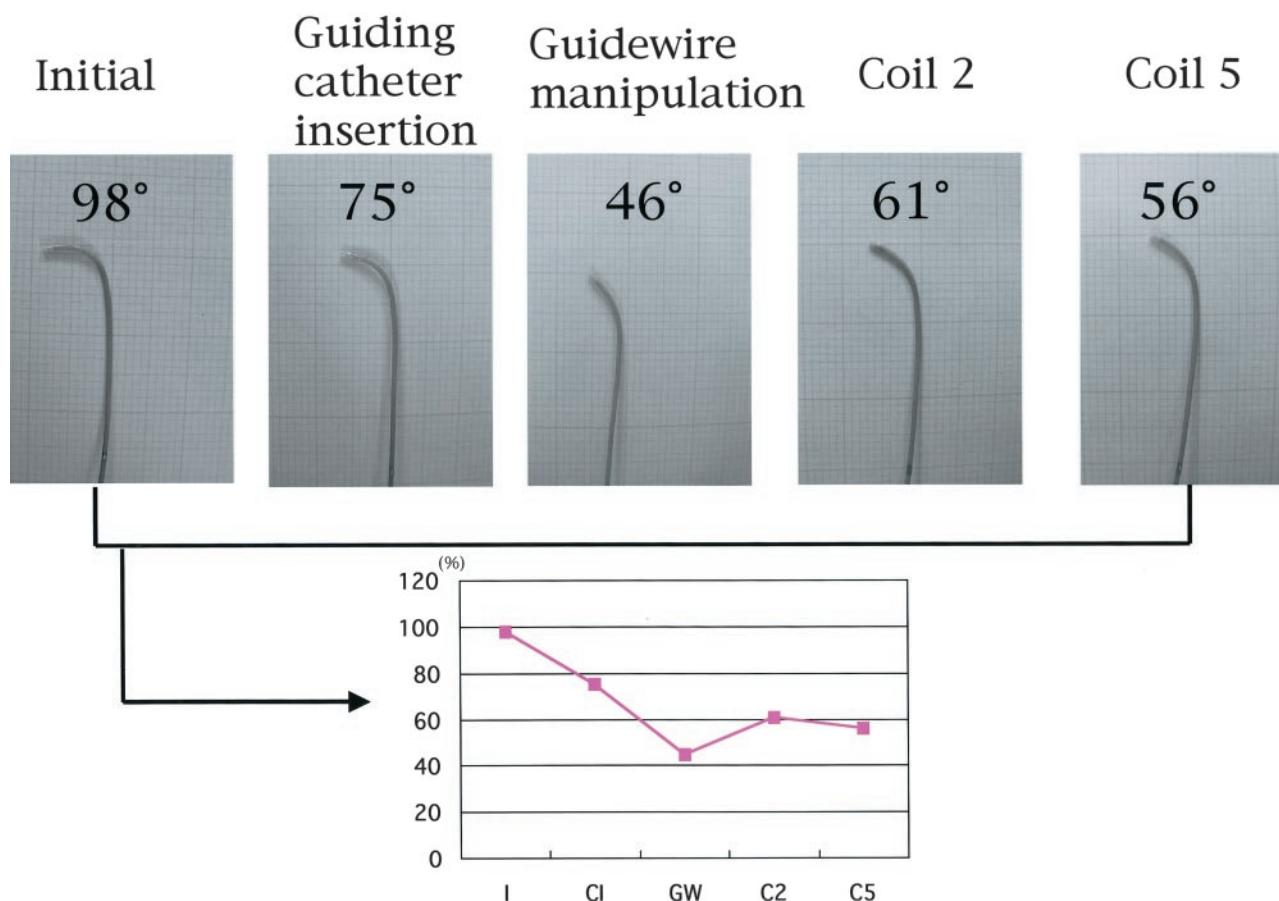 Initial
Guiding
catheter
insertion
Guidewire
manipulation
Coil 2
Coil 5
98°
75°
46°
61°
56°
(%)
120
100
80
60
40
20
0
I
CI
GW
C2
C5